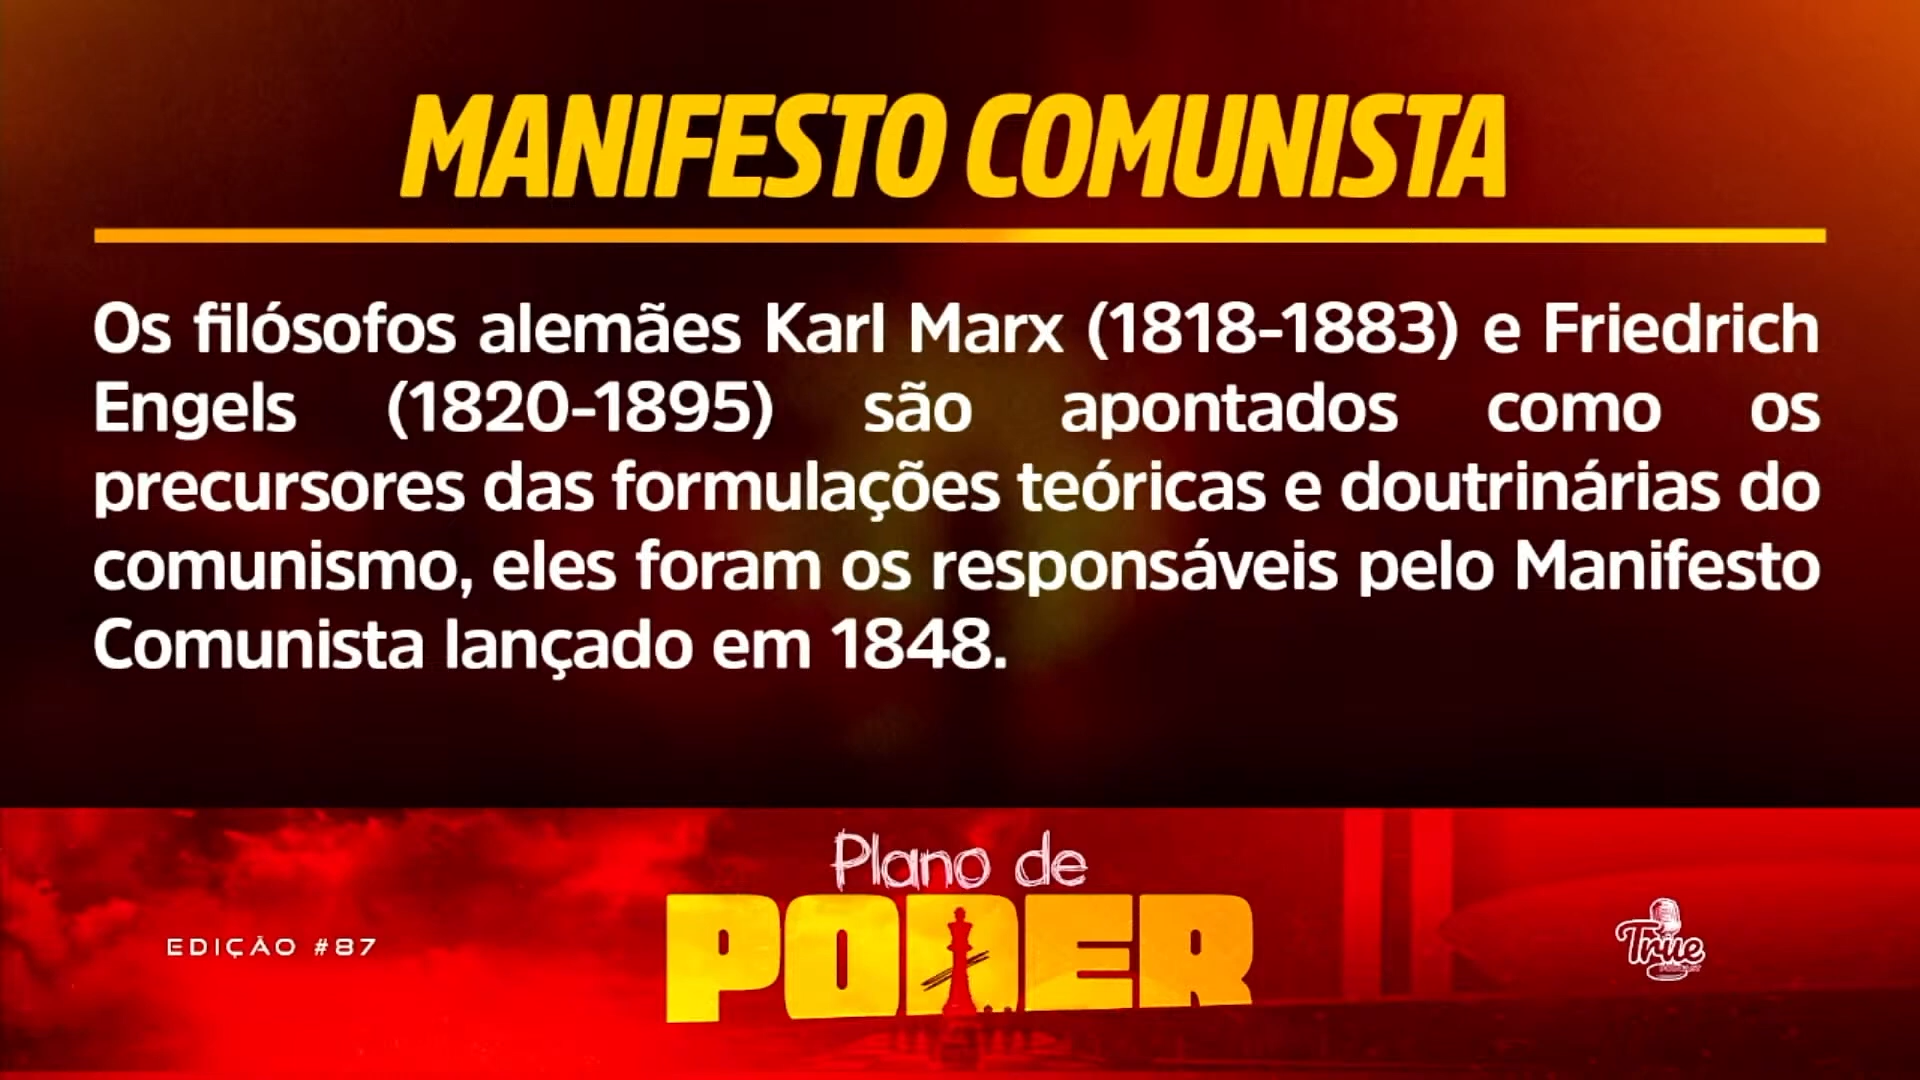 MANIFESTO COMUNISTA
Os filósofos alemães Karl Marx (1818-1883) e Friedrich
Engels (1820-1895) são apontados como os
precursores das formulações teóricas e doutrinárias do
comunismo, eles foram os responsáveis pelo Manifesto
Comunista lançado em 1848.
Plano de
PODER
EDIÇÃO #87
True
PODCAST